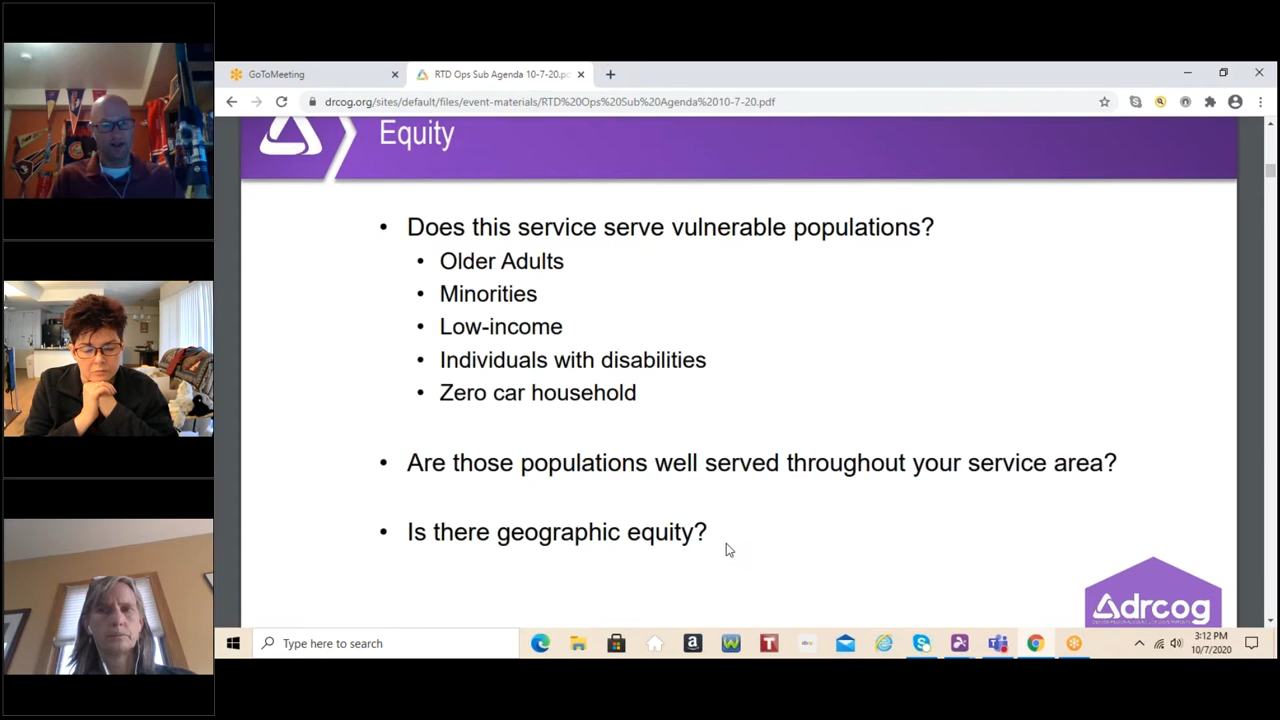 GoToMeeting
RTD Ops Sub Agenda 10-7-20.pd
drcog.org/sites/default/files/event-materials/RTD%20Ops%20Sub%20Agenda%2010-7-20.pdf
Equity
• Does this service serve vulnerable populations?
• Older Adults
• Minorities
• Low-income
• Individuals with disabilities
• Zero car household
• Are those populations well served throughout your service area?
• Is there geographic equity?
drcog
Type here to search
3:12 PM
10/7/2020